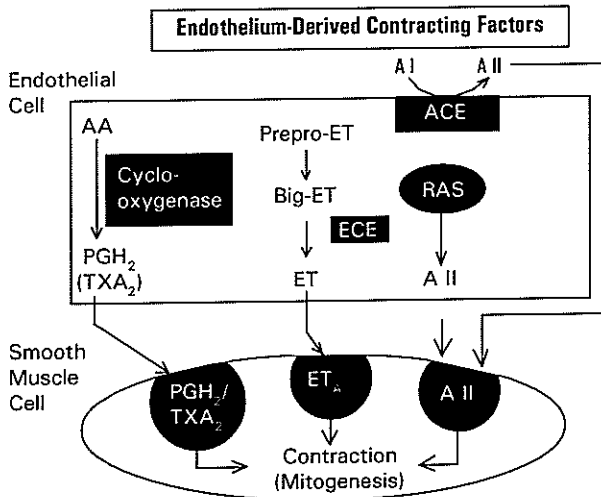 Endothelium-Derived Contracting Factors
A I
A II
Endothelial
Cell
ACE
AA
Prepro-ET
Cyclo-
oxygenase
Big-ET
RAS
ECE
PGH₂
(TXA₂)
ET
A II
Smooth
Muscle
Cell
PGH₂/
TXA₂
ET_A
A II
Contraction
(Mitogenesis)